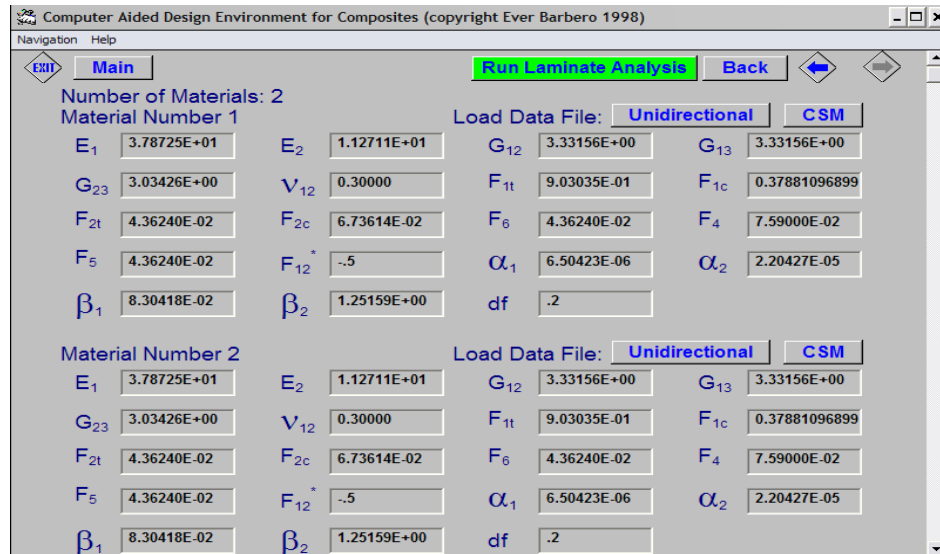 Computer Aided Design Environment for Composites (copyright Ever Barbero 1998)
Navigation Help
EXIT Main Run Laminate Analysis Back
Number of Materials: 2
Material Number 1 Load Data File: Unidirectional CSM
E₁ 3.78725E+01 E₂ 1.12711E+01 G₁₂ 3.33156E+00 G₁₃ 3.33156E+00
G₂₃ 3.03426E+00 ν₁₂ 0.30000 F₁ₜ 9.03035E-01 F₁c 0.37881096899
F₂ₜ 4.36240E-02 F₂c 6.73614E-02 F₆ 4.36240E-02 F₄ 7.59000E-02
F₅ 4.36240E-02 F₁₂* -.5 α₁ 6.50423E-06 α₂ 2.20427E-05
β₁ 8.30418E-02 β₂ 1.25159E+00 df .2
Material Number 2 Load Data File: Unidirectional CSM
E₁ 3.78725E+01 E₂ 1.12711E+01 G₁₂ 3.33156E+00 G₁₃ 3.33156E+00
G₂₃ 3.03426E+00 ν₁₂ 0.30000 F₁ₜ 9.03035E-01 F₁c 0.37881096899
F₂ₜ 4.36240E-02 F₂c 6.73614E-02 F₆ 4.36240E-02 F₄ 7.59000E-02
F₅ 4.36240E-02 F₁₂* -.5 α₁ 6.50423E-06 α₂ 2.20427E-05
β₁ 8.30418E-02 β₂ 1.25159E+00 df .2